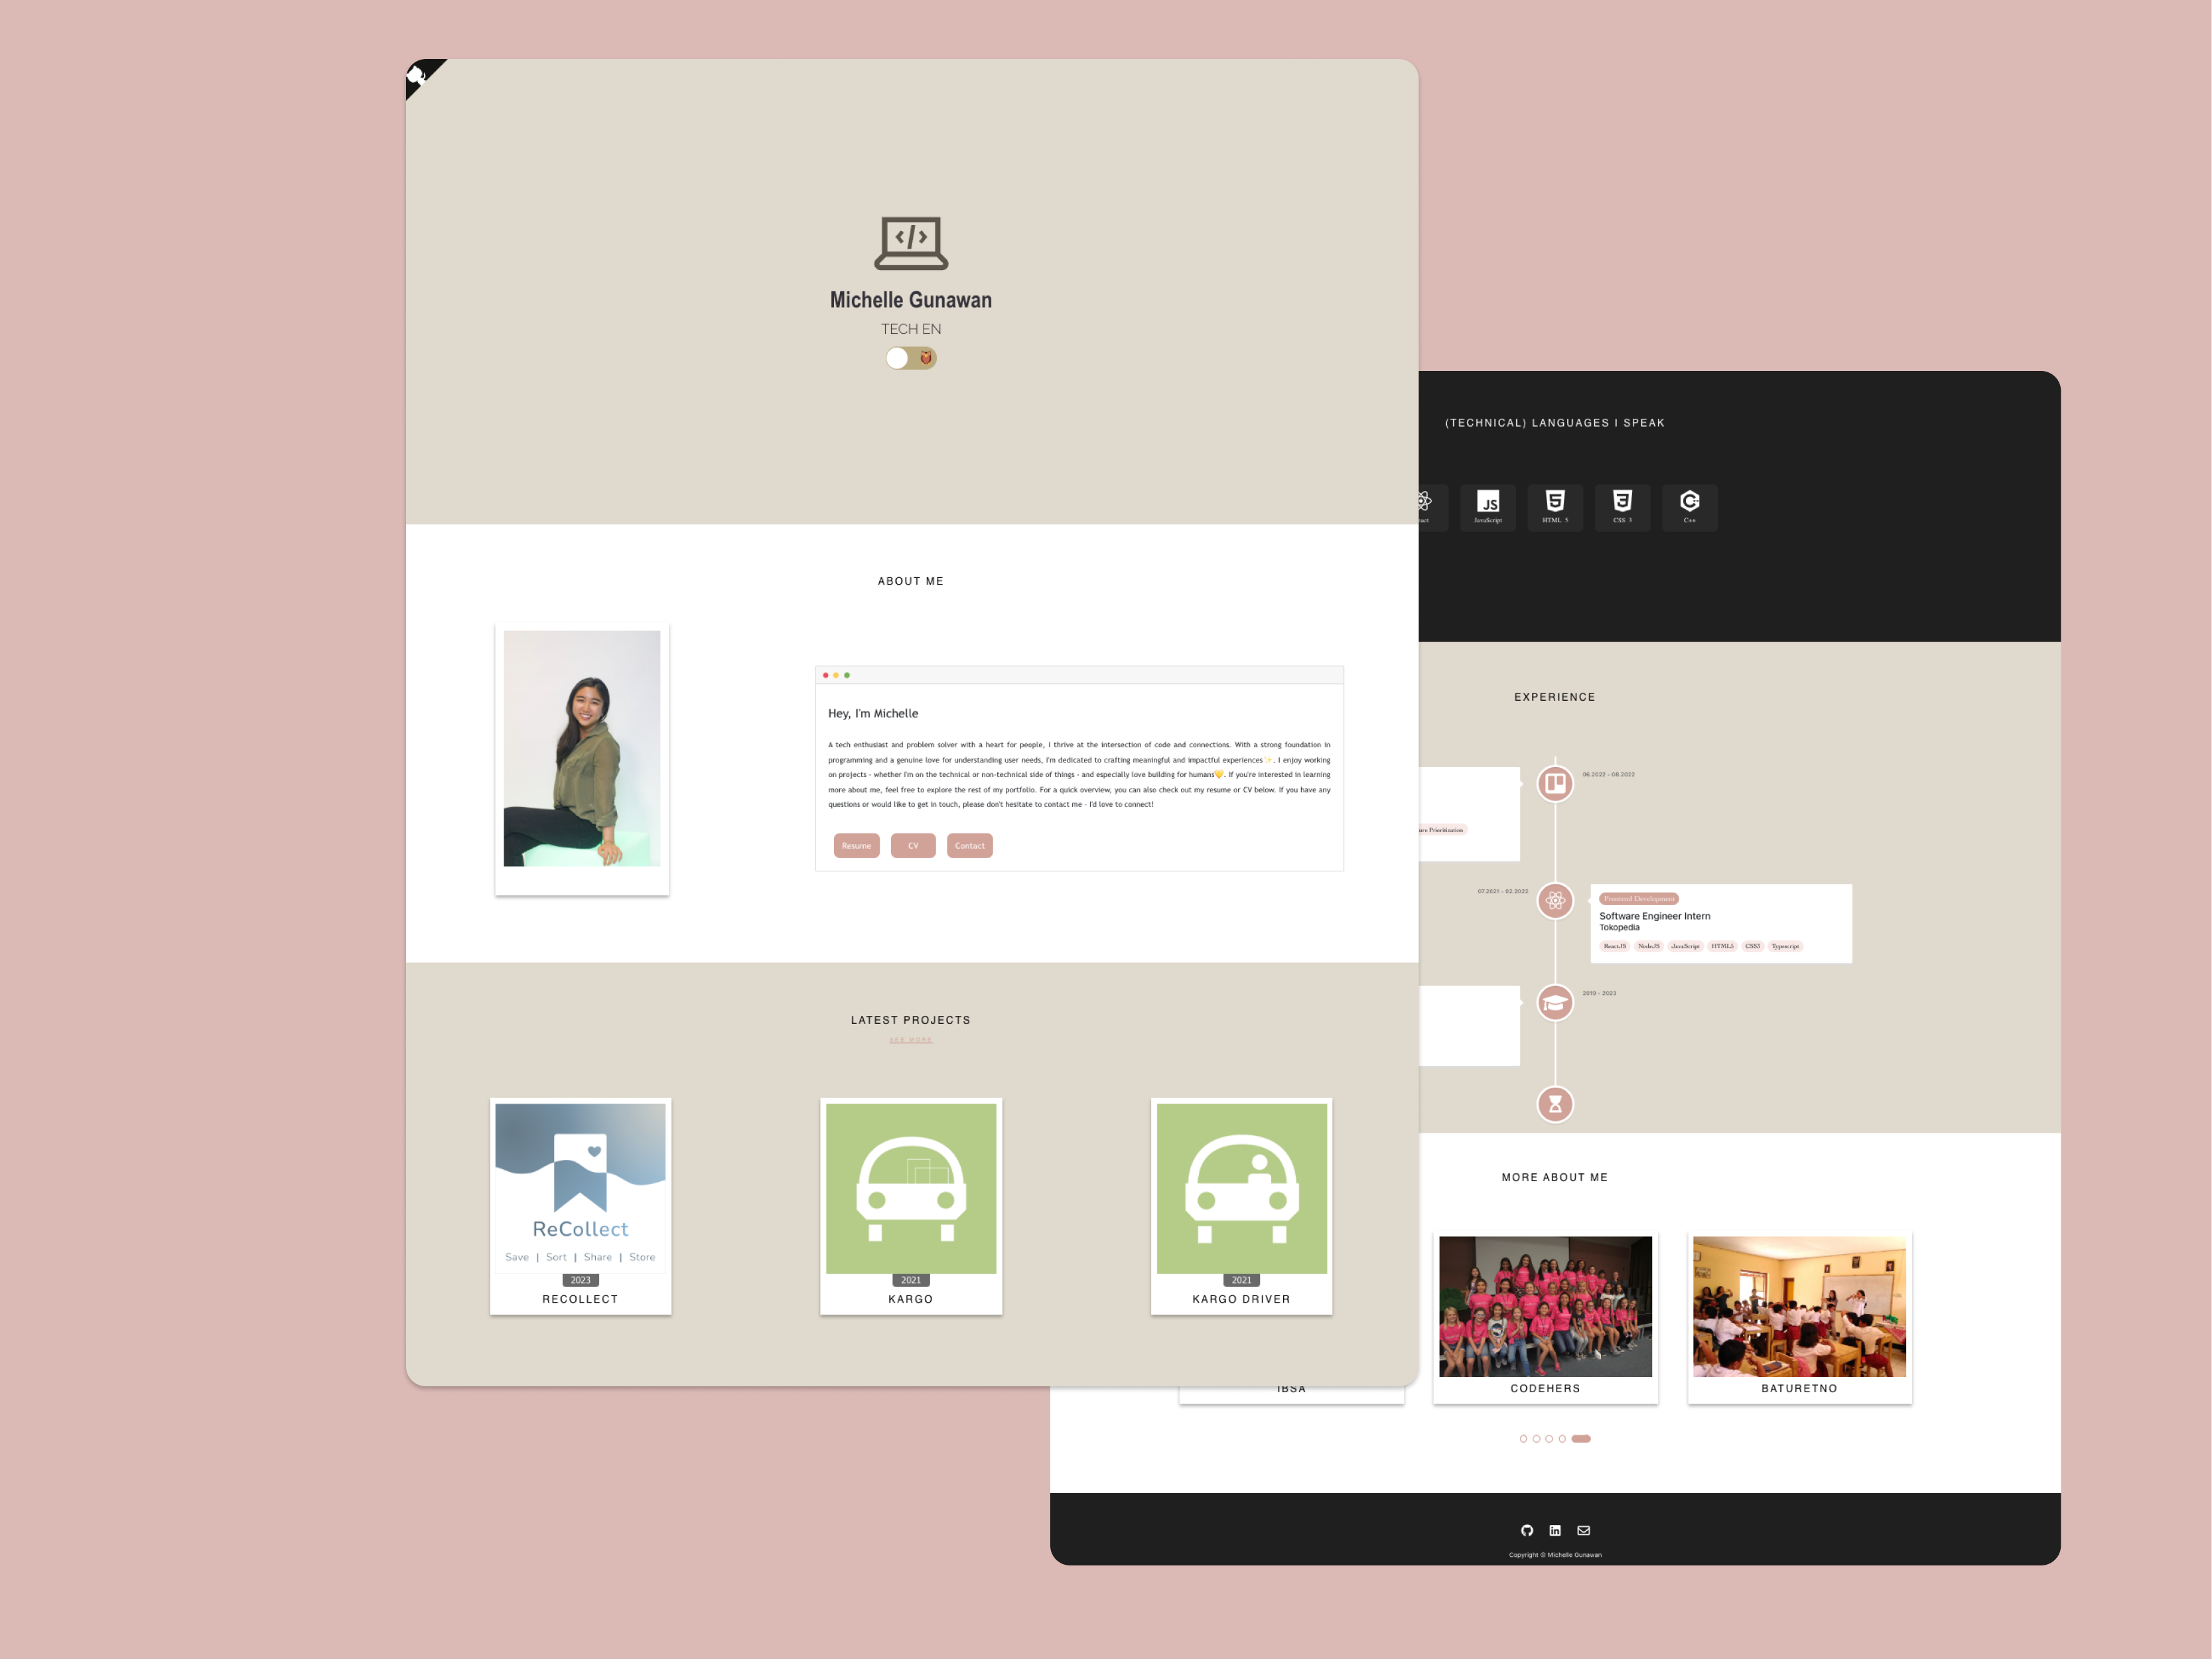 Michelle Gunawan
TECH EN
ABOUT ME
Hey, I'm Michelle
A tech enthusiast and problem solver with a heart for people, I thrive at the intersection of code and connections. With a strong foundation in
programming and a genuine love for understanding user needs, I'm dedicated to crafting meaningful and impactful experiences✨. I enjoy working
on projects - whether I'm on the technical or non-technical side of things - and especially love building for humans💛. If you're interested in learning
more about me, feel free to explore the rest of my portfolio. For a quick overview, you can also check out my resume or CV below. If you have any
questions or would like to get in touch, please don't hesitate to contact me - I'd love to connect!
Resume CV Contact
LATEST PROJECTS
SEE MORE
ReCollect
Save | Sort | Share | Store
2023
RECOLLECT
2021
KARGO
2021
KARGO DRIVER
(TECHNICAL) LANGUAGES I SPEAK
JS
JavaScript
5
HTML 5
3
CSS 3
C++
EXPERIENCE
06.2022 - 08.2022
Prioritization
07.2021 - 02.2022
Frontend Development
Software Engineer Intern
Tokopedia
ReactJS NodeJS JavaScript HTML5 CSS3 Typescript
2019 - 2023
MORE ABOUT ME
IBSA
CODEHERS
BATURETNO
in
Copyright © Michelle Gunawan